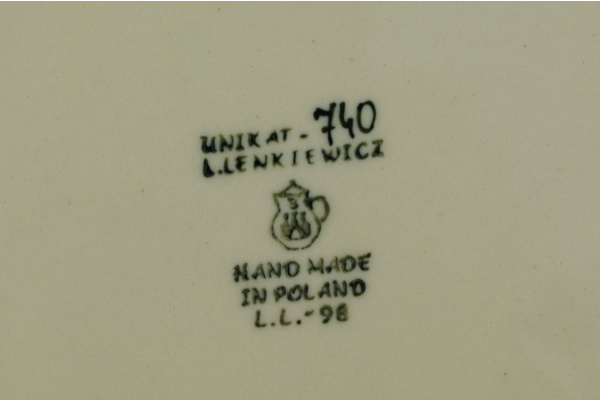 UNIKAT - 740
L.LENKIEWICZ
HAND MADE
IN POLAND
L.L.-98